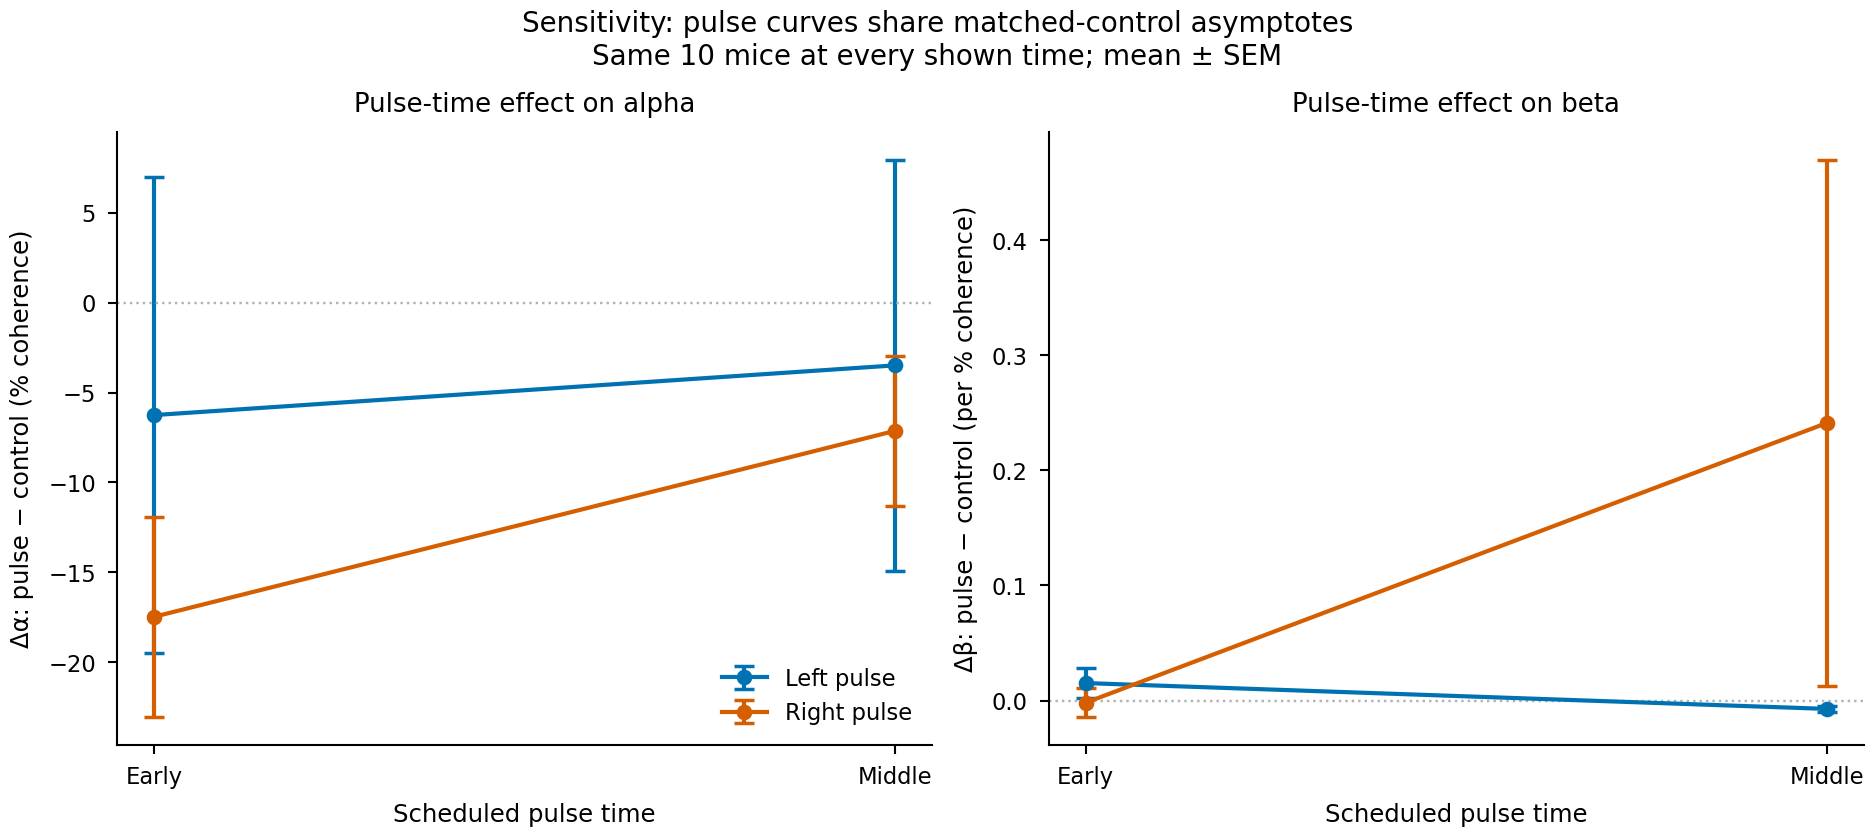 Sensitivity: pulse curves share matched-control asymptotes
Same 10 mice at every shown time; mean ± SEM
Pulse-time effect on alpha
Δα: pulse − control (% coherence)
5
0
−5
−10
−15
−20
Left pulse
Right pulse
Early
Middle
Scheduled pulse time
Pulse-time effect on beta
Δβ: pulse − control (per % coherence)
0.4
0.3
0.2
0.1
0.0
Early
Middle
Scheduled pulse time